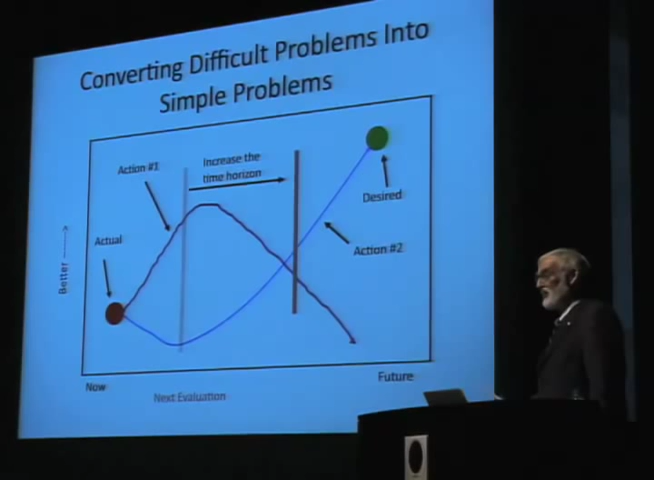 Converting Difficult Problems Into
Simple Problems
Action #1
Increase the
time horizon
Actual
Desired
Action #2
Better
Now
Future
Next Evaluation